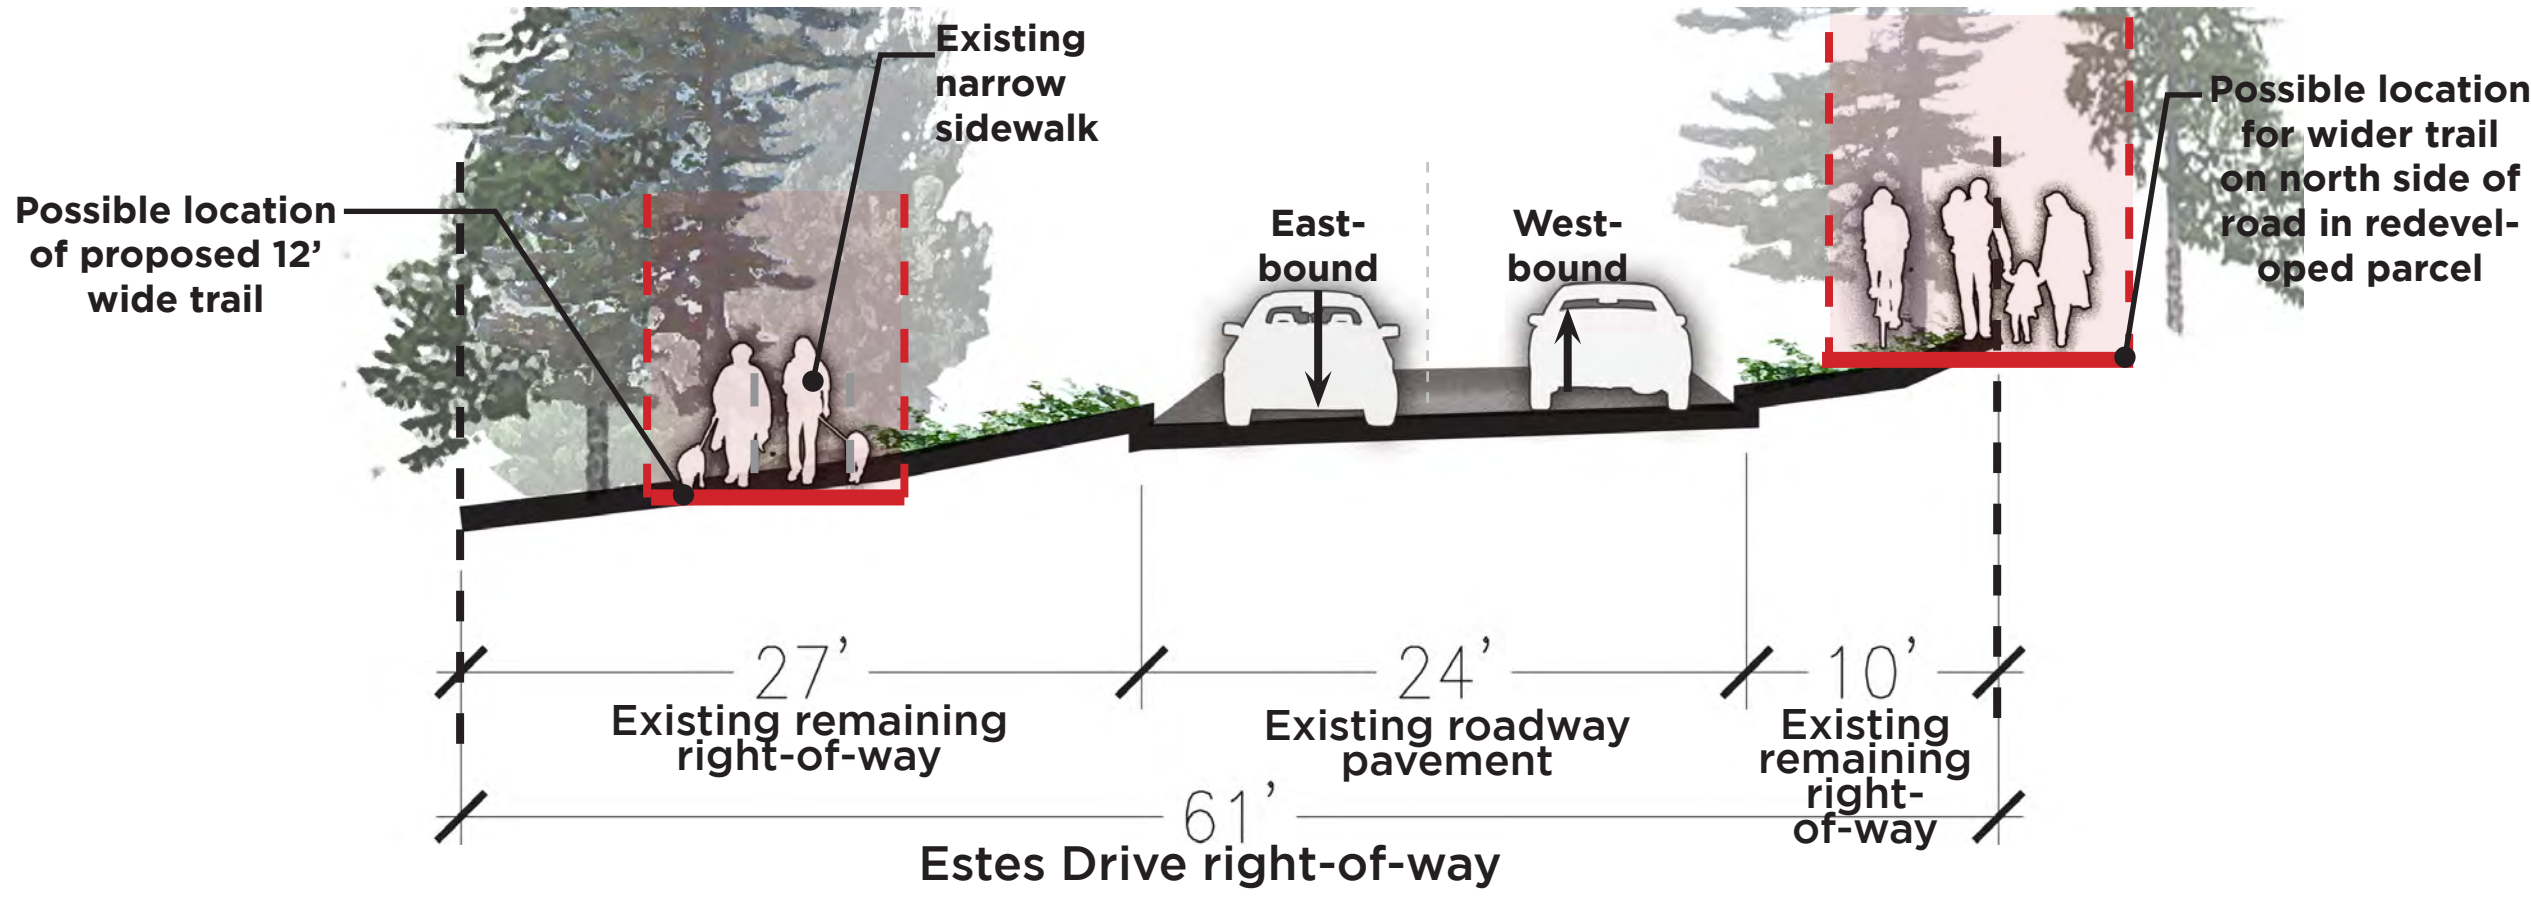 Existing
narrow
sidewalk
Possible location
of proposed 12’
wide trail
East-
bound
West-
bound
Possible location
for wider trail
on north side of
road in redevel-
oped parcel
27’
Existing remaining
right-of-way
24’
Existing roadway
pavement
10’
Existing
remaining
right-
of-way
61’
Estes Drive right-of-way